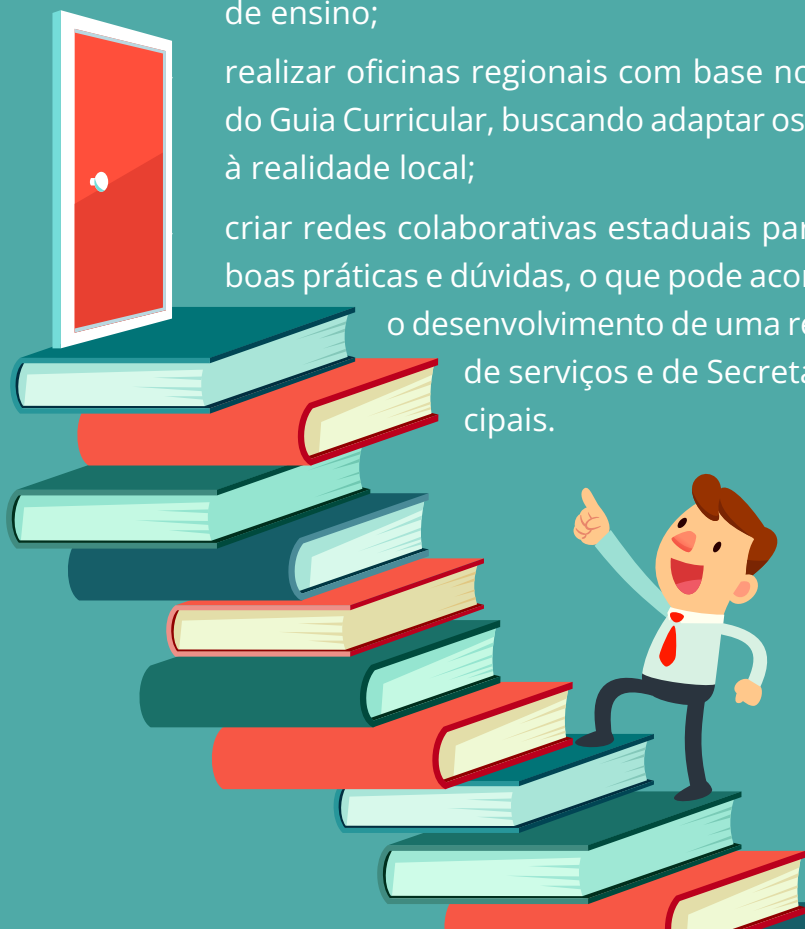 de ensino;
realizar oficinas regionais com base no
do Guia Curricular, buscando adaptar os
à realidade local;
criar redes colaborativas estaduais par
boas práticas e dúvidas, o que pode acor
o desenvolvimento de uma re
de serviços e de Secreta
cipais.